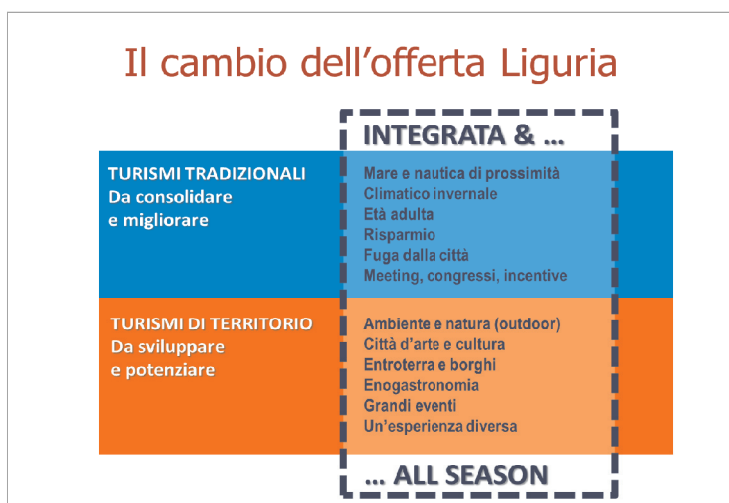 Il cambio dell'offerta Liguria
INTEGRATA & ...
TURISMI TRADIZIONALI
Da consolidare
e migliorare
Mare e nautica di prossimità
Climatico invernale
Età adulta
Risparmio
Fuga dalla città
Meeting, congressi, incentive
TURISMI DI TERRITORIO
Da sviluppare
e potenziare
Ambiente e natura (outdoor)
Città d'arte e cultura
Entroterra e borghi
Enogastronomia
Grandi eventi
Un'esperienza diversa
... ALL SEASON